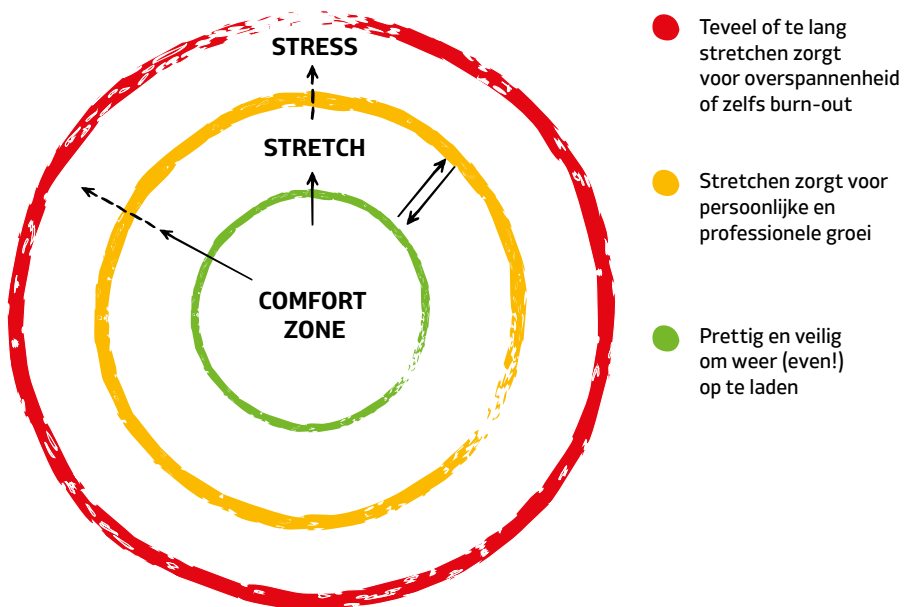 STRESS
STRETCH
COMFORT
ZONE
Teveel of te lang
stretchen zorgt
voor overspannenheid
of zelfs burn-out
Stretchen zorgt voor
persoonlijke en
professionele groei
Prettig en veilig
om weer (even!)
op te laden